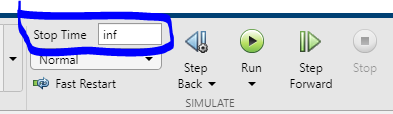 Stop Time inf
Normal
Fast Restart
Step Back
Run
Step Forward
Stop
SIMULATE